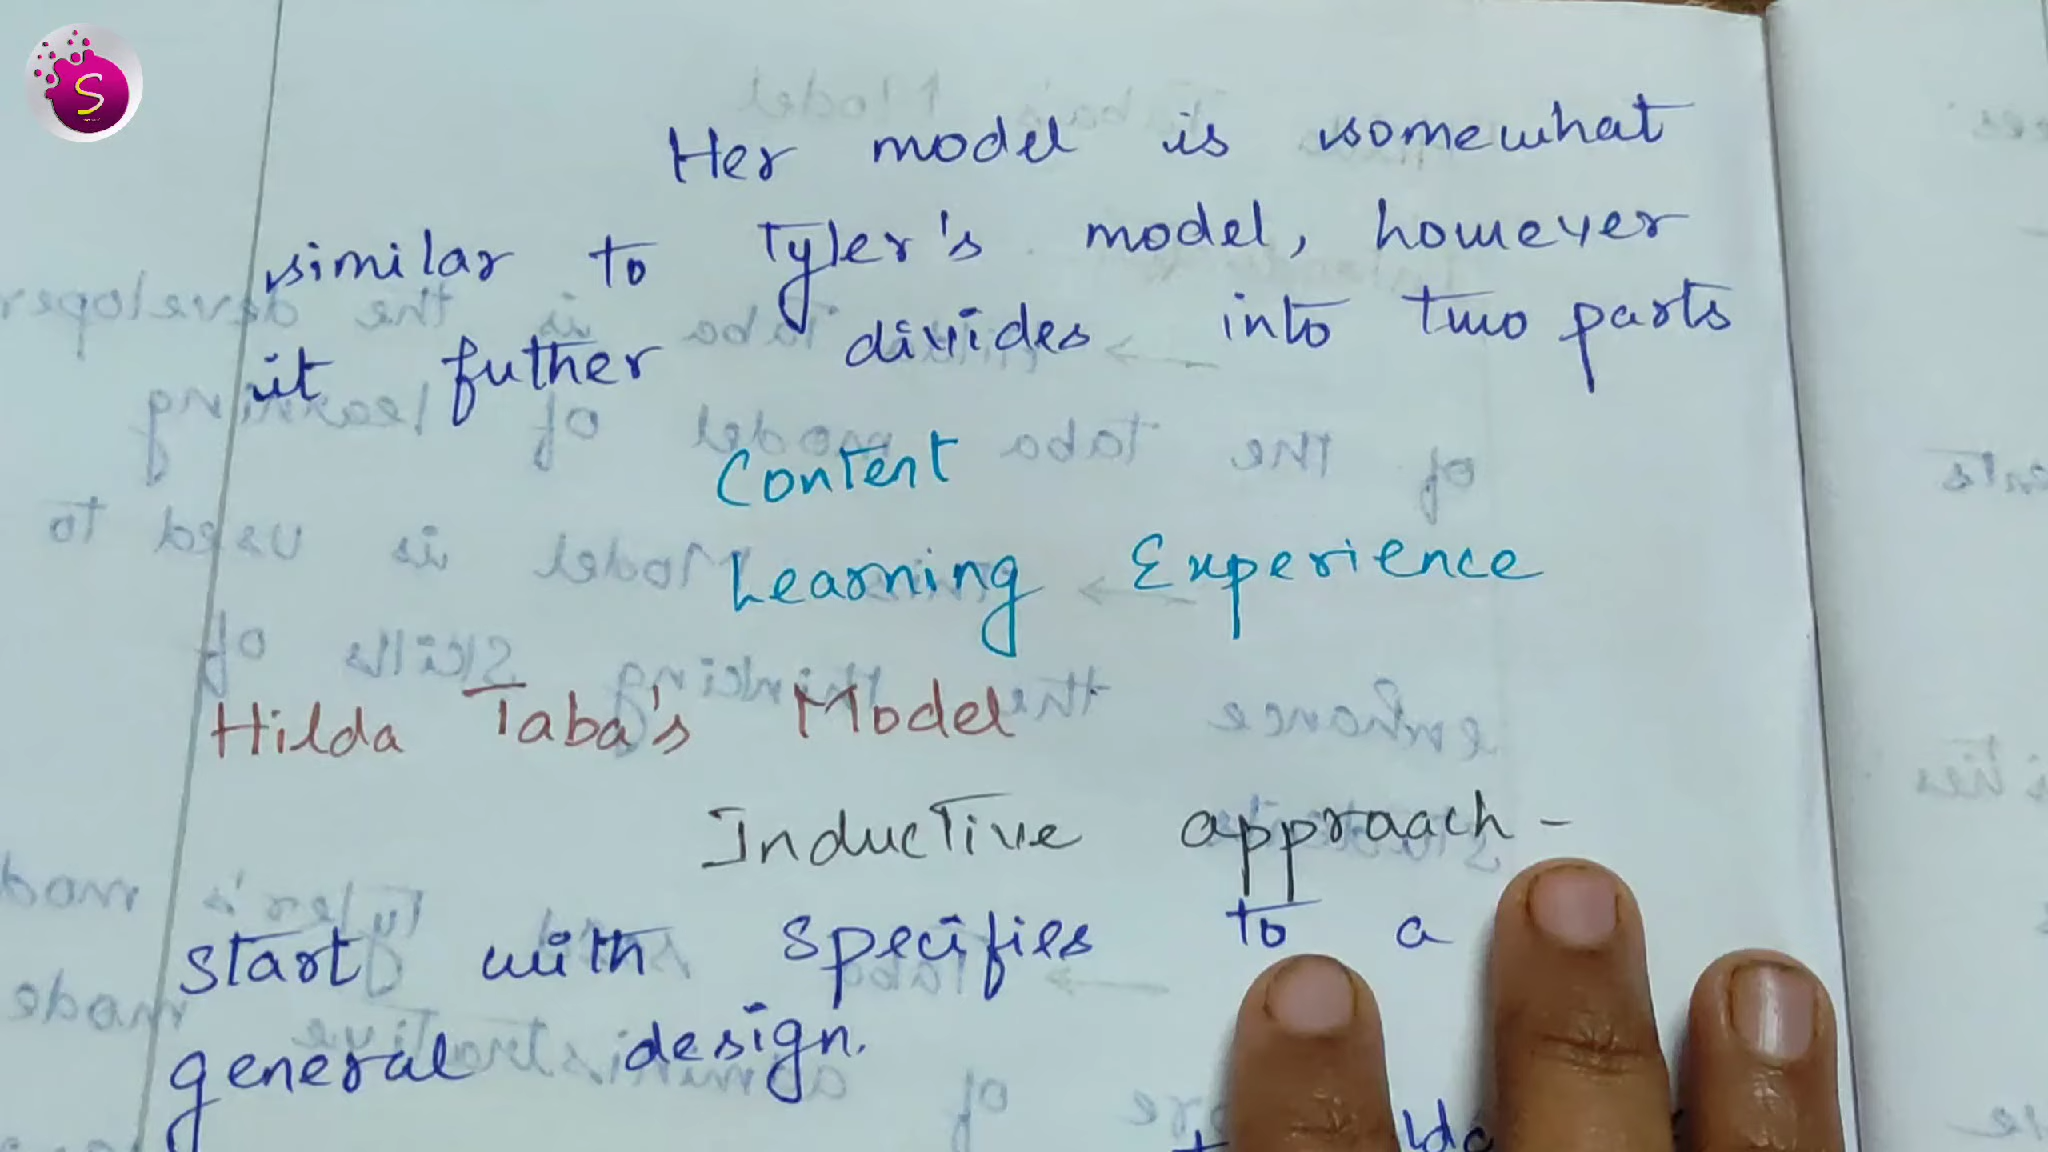 S
Her model is somewhat
similar to Tyler's model, however
it futher divides into two parts
Content
Learning Experience
Hilda Taba's Model
Inductive appraach -
start with specifies to a
general design.